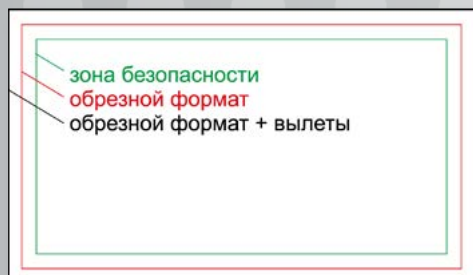 зона безопасности
обрезной формат
обрезной формат + вылеты